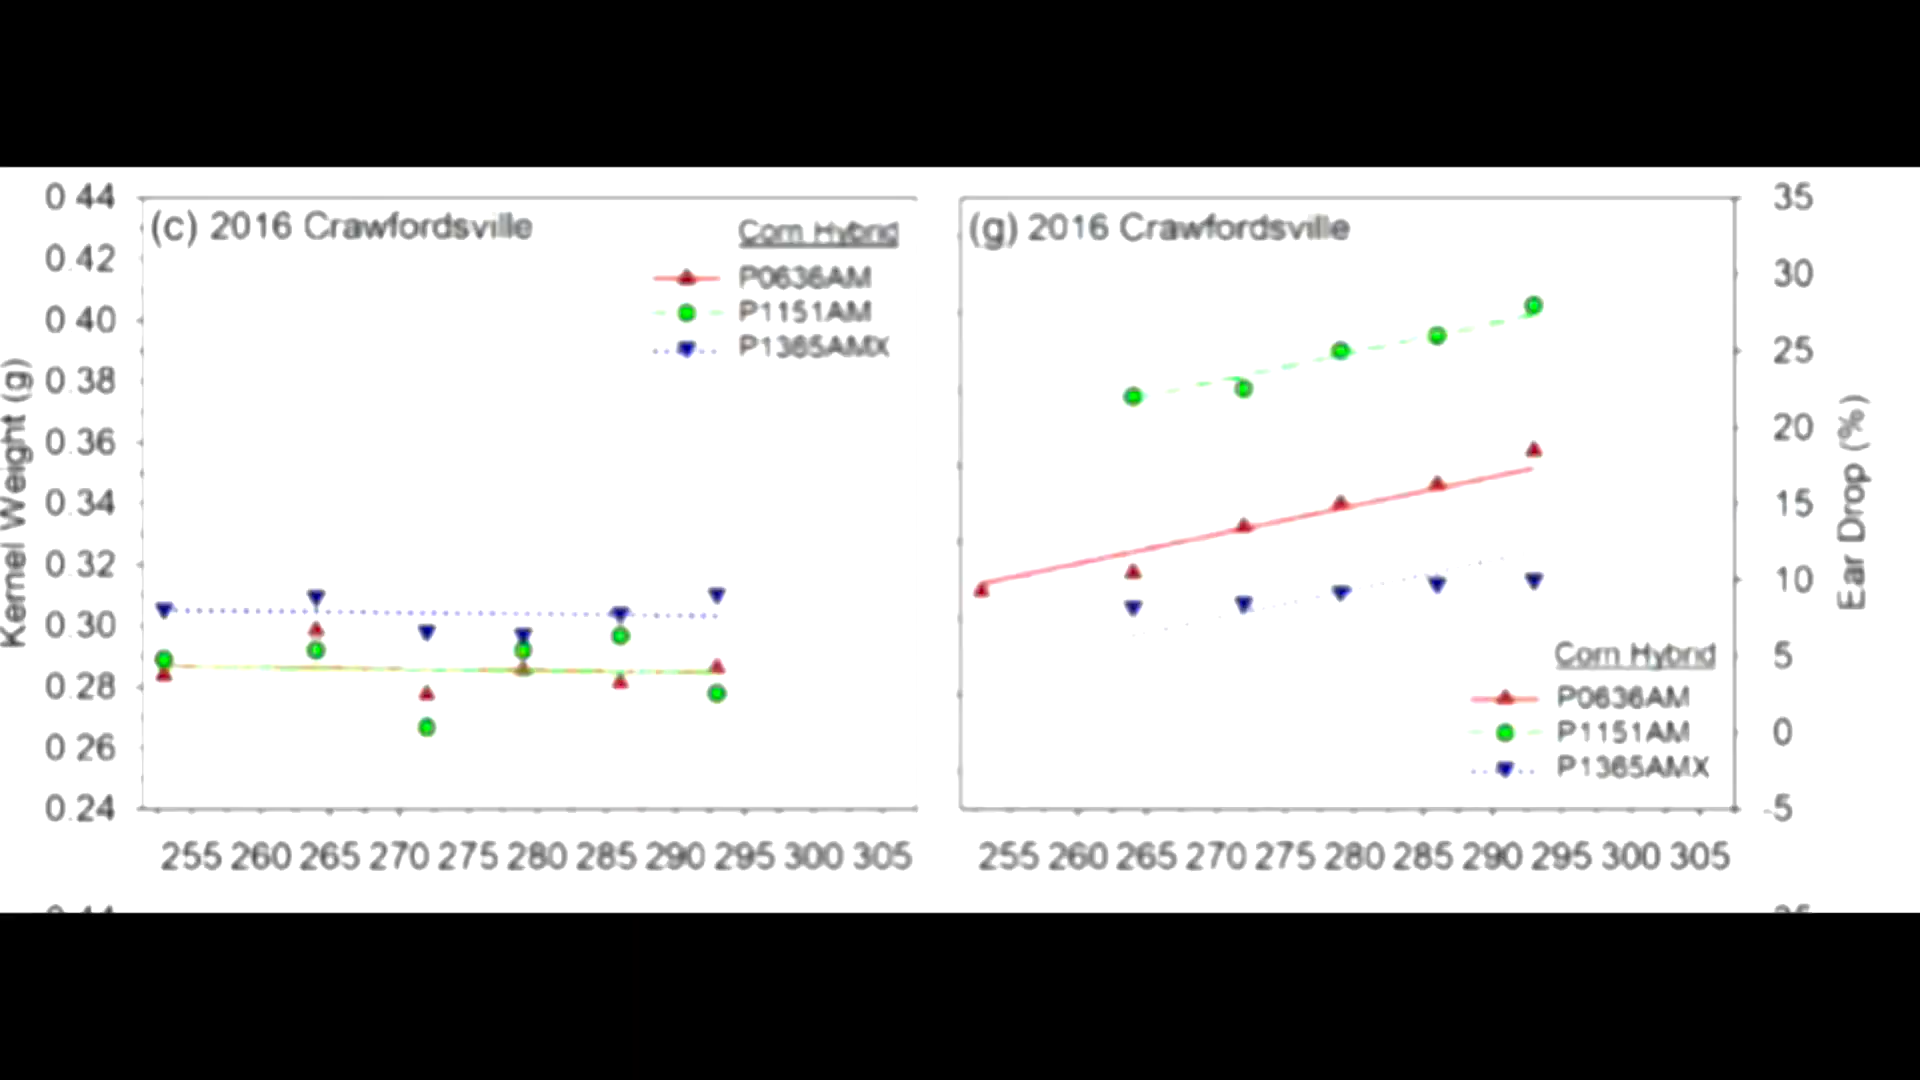 (c) 2016 Crawfordsville
Corn Hybrid
P0636AM
P1151AM
P1365AMX
Kernel Weight (g)
0.44
0.42
0.40
0.38
0.36
0.34
0.32
0.30
0.28
0.26
0.24
255 260 265 270 275 280 285 290 295 300 305
(g) 2016 Crawfordsville
35
30
25
20
15
10
5
0
-5
Ear Drop (%)
Corn Hybrid
P0636AM
P1151AM
P1365AMX
255 260 265 270 275 280 285 290 295 300 305